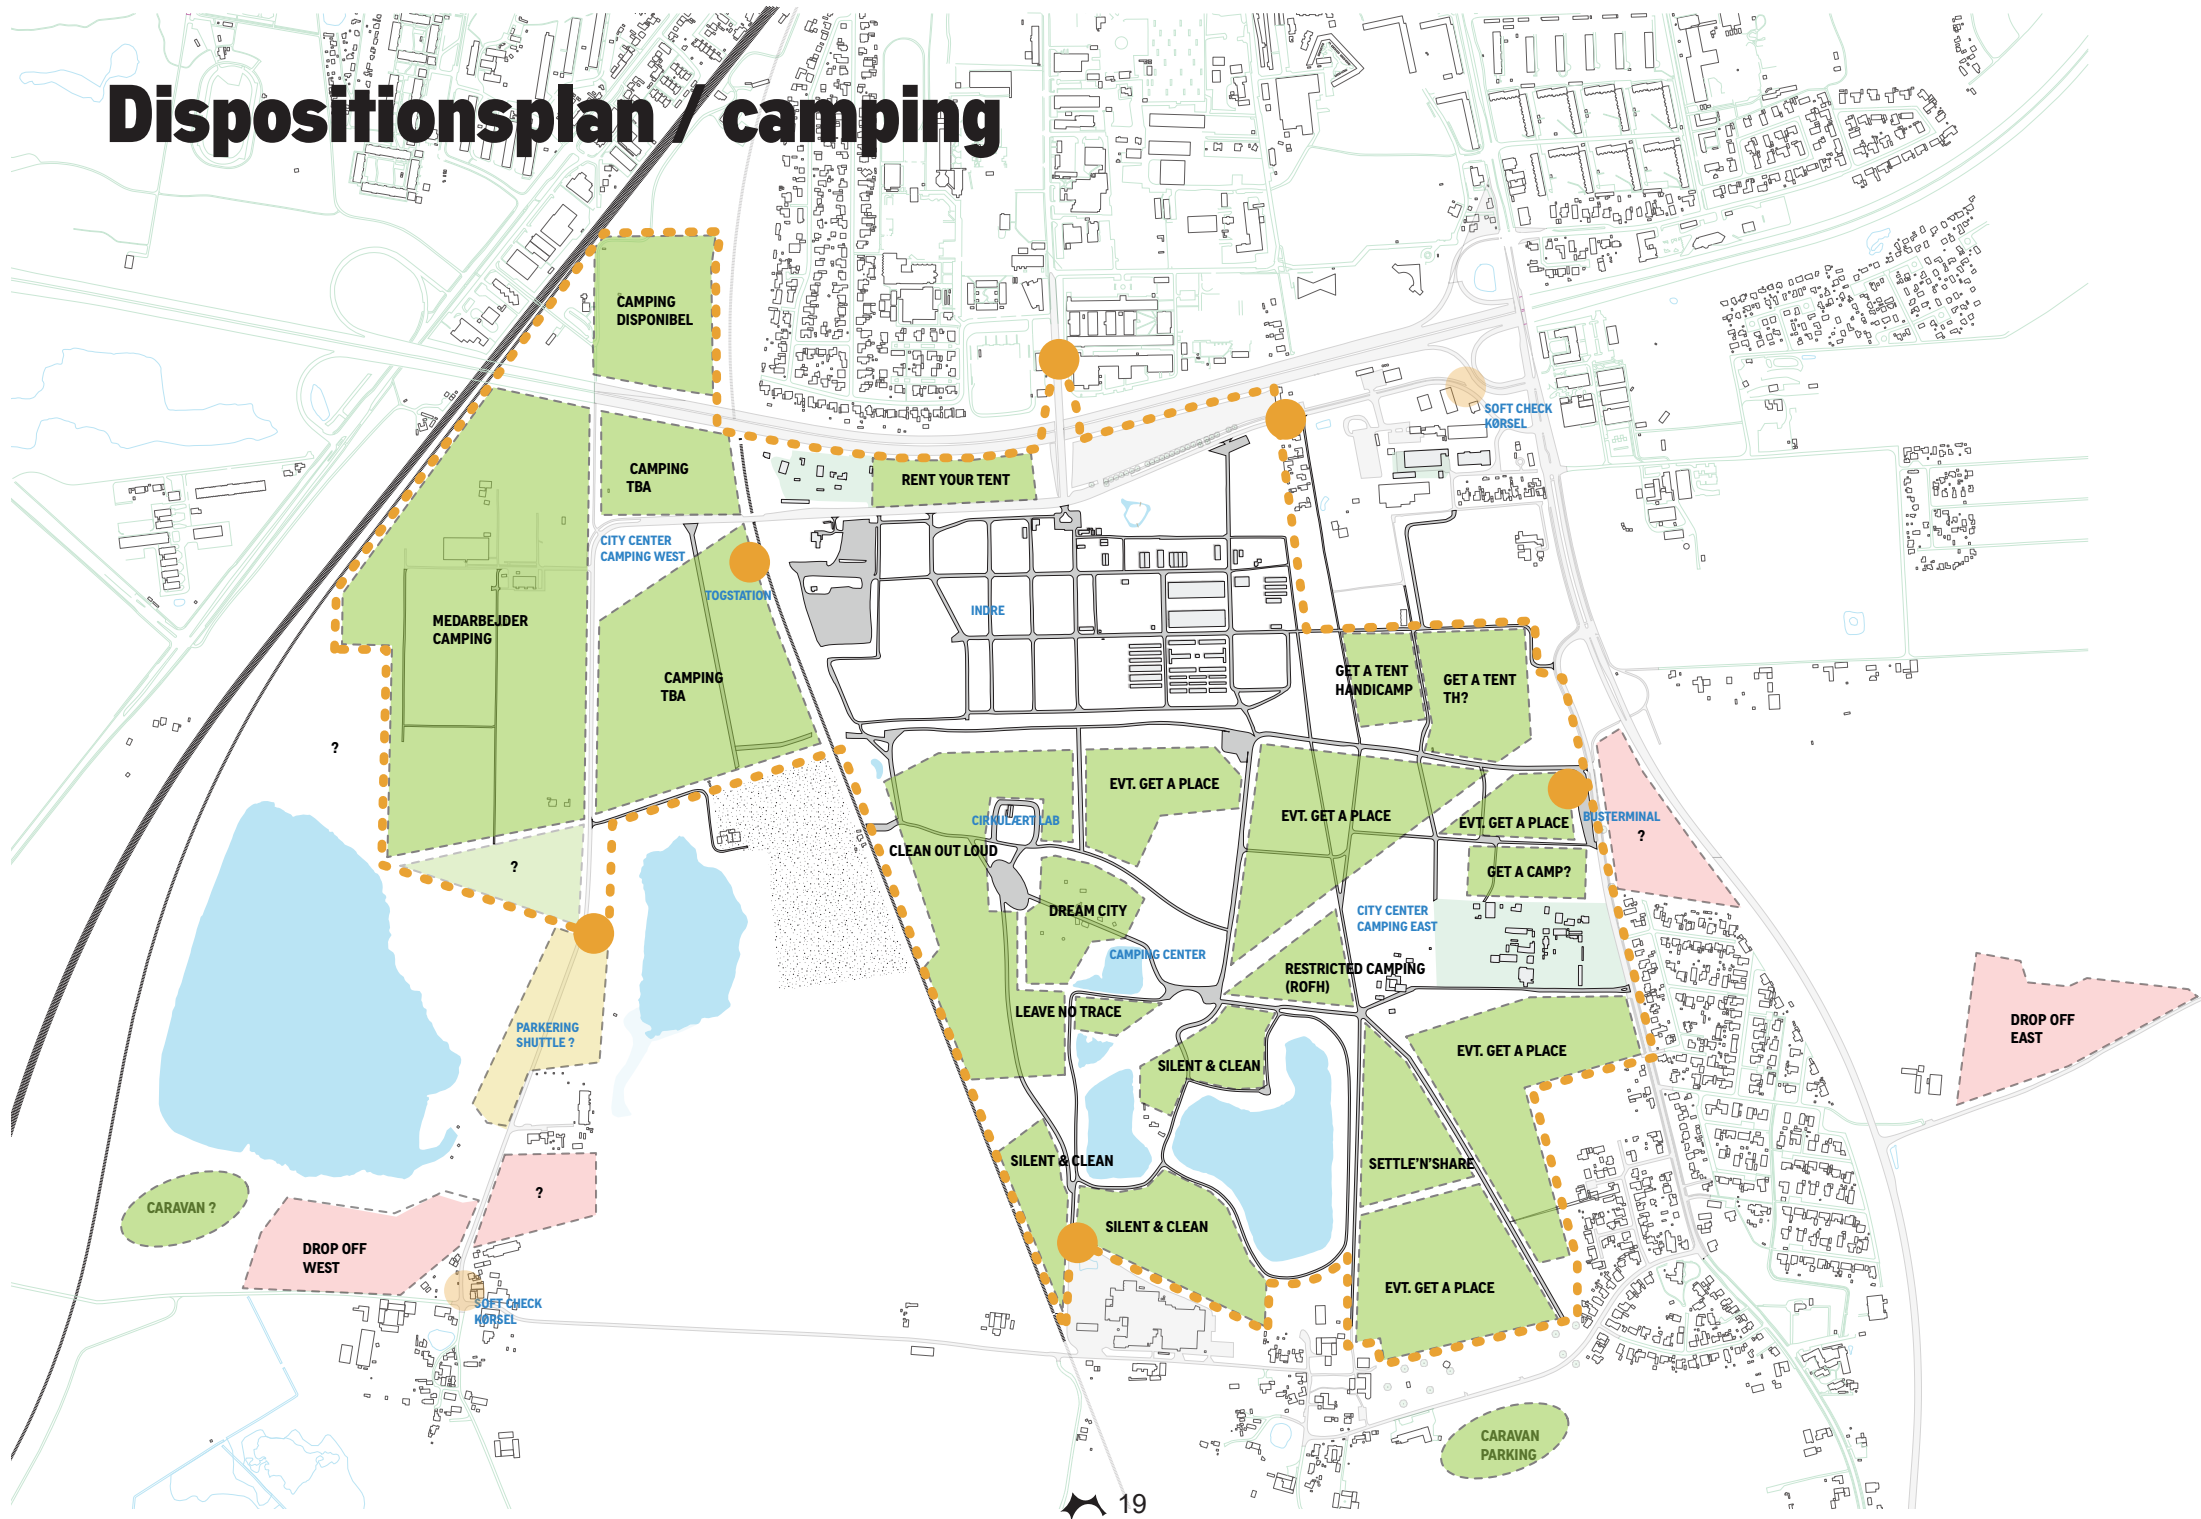 Dispositionsplan / camping
CAMPING
DISPONIBEL
SOFT CHECK
KØRSEL
CAMPING
TBA
RENT YOUR TENT
CITY CENTER
CAMPING WEST
TOGSTATION
INDRE
MEDARBEJDER
CAMPING
CAMPING
TBA
GET A TENT
HANDICAMP
GET A TENT
TH?
?
EVT. GET A PLACE
EVT. GET A PLACE
EVT. GET A PLACE
BUSTERMINAL
?
CIRKULÆRT LAB
CLEAN OUT LOUD
?
GET A CAMP?
DREAM CITY
CITY CENTER
CAMPING EAST
CAMPING CENTER
RESTRICTED CAMPING
(ROFH)
LEAVE NO TRACE
PARKERING
SHUTTLE ?
DROP OFF
EAST
EVT. GET A PLACE
SILENT & CLEAN
SILENT & CLEAN
SETTLE'N'SHARE
?
CARAVAN ?
SILENT & CLEAN
DROP OFF
WEST
EVT. GET A PLACE
SOFT CHECK
KØRSEL
CARAVAN
PARKING
19